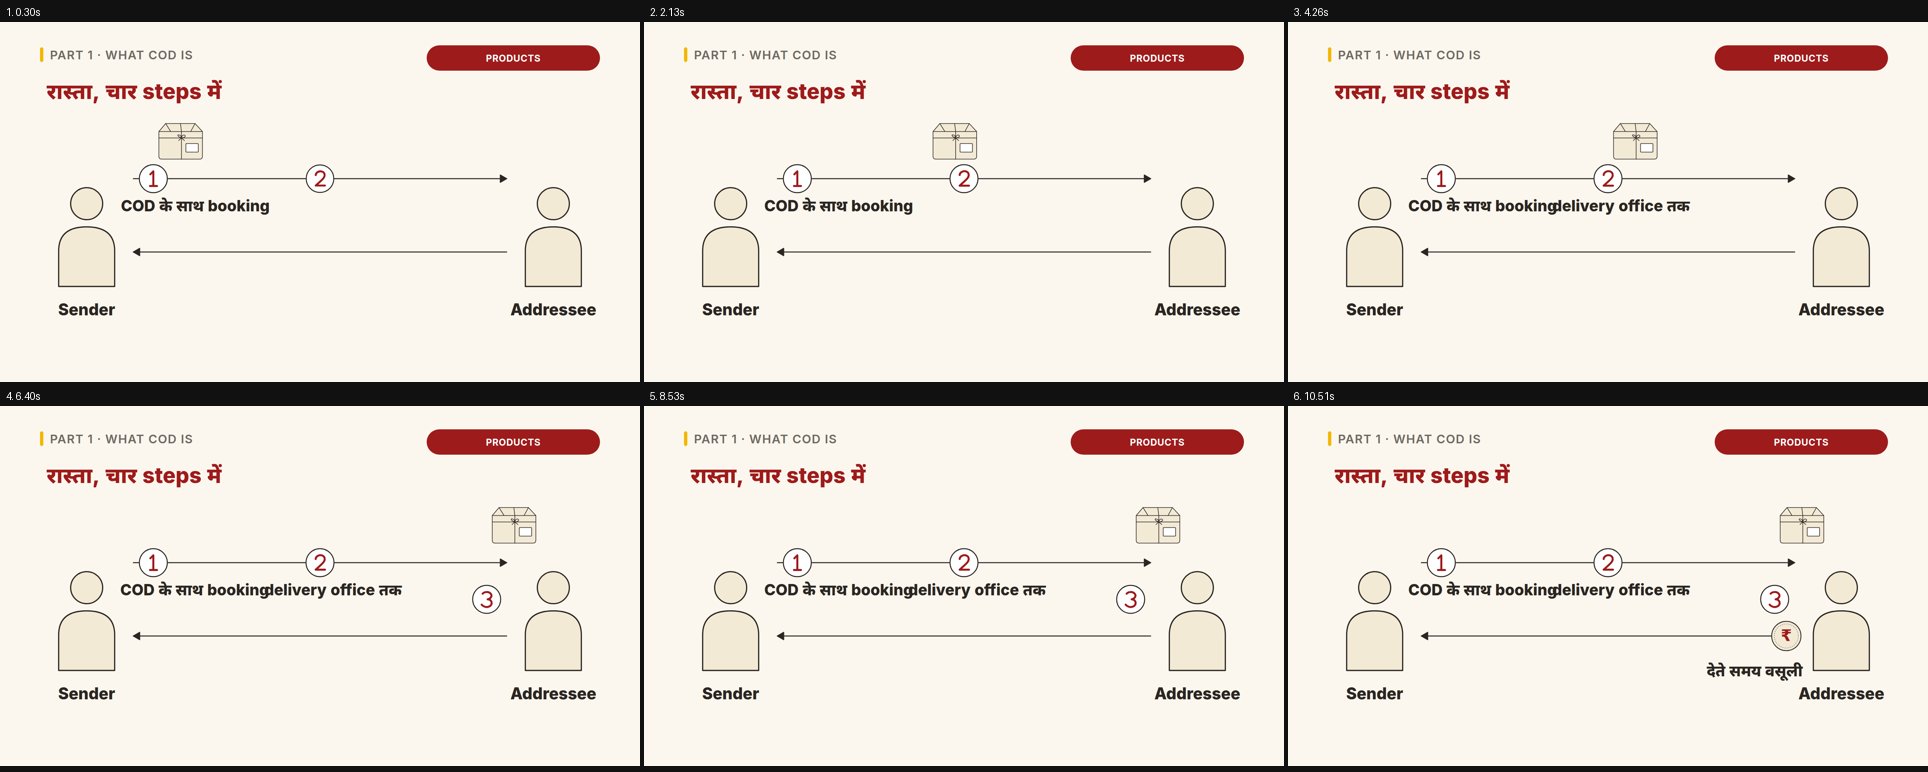 1. 0.30s
PART 1 · WHAT COD IS
PRODUCTS
रास्ता, चार steps में
1
2
COD के साथ booking
Sender
Addressee
2. 2.13s
PART 1 · WHAT COD IS
PRODUCTS
रास्ता, चार steps में
1
2
COD के साथ booking
Sender
Addressee
3. 4.26s
PART 1 · WHAT COD IS
PRODUCTS
रास्ता, चार steps में
1
2
COD के साथ booking
delivery office तक
Sender
Addressee
4. 6.40s
PART 1 · WHAT COD IS
PRODUCTS
रास्ता, चार steps में
1
2
COD के साथ booking
delivery office तक
3
Sender
Addressee
5. 8.53s
PART 1 · WHAT COD IS
PRODUCTS
रास्ता, चार steps में
1
2
COD के साथ booking
delivery office तक
3
Sender
Addressee
6. 10.51s
PART 1 · WHAT COD IS
PRODUCTS
रास्ता, चार steps में
1
2
COD के साथ booking
delivery office तक
3
₹
देते समय वसूली
Sender
Addressee